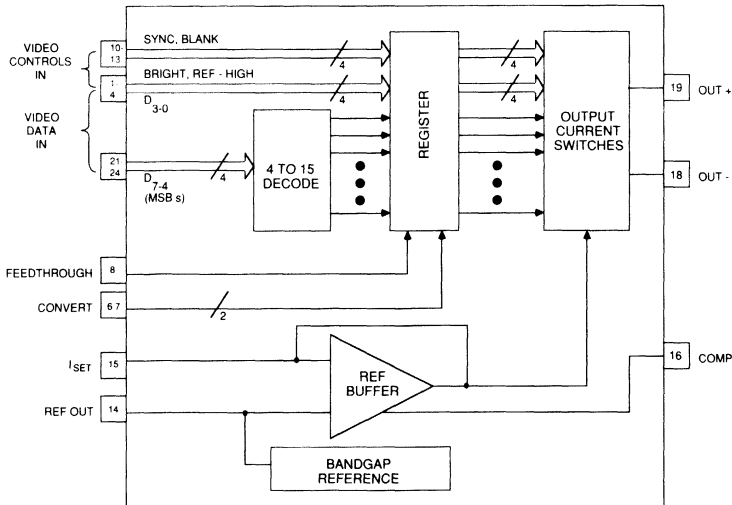 VIDEO
CONTROLS
IN
10-
13
SYNC, BLANK
4
4
1-
4
BRIGHT, REF - HIGH
D3-0
4
4
VIDEO
DATA
IN
21
24
D7-4
(MSB s)
4
4 TO 15
DECODE
REGISTER
OUTPUT
CURRENT
SWITCHES
19
OUT +
18
OUT -
FEEDTHROUGH
8
CONVERT
6 7
2
ISET
15
REF OUT
14
REF
BUFFER
16
COMP
BANDGAP
REFERENCE